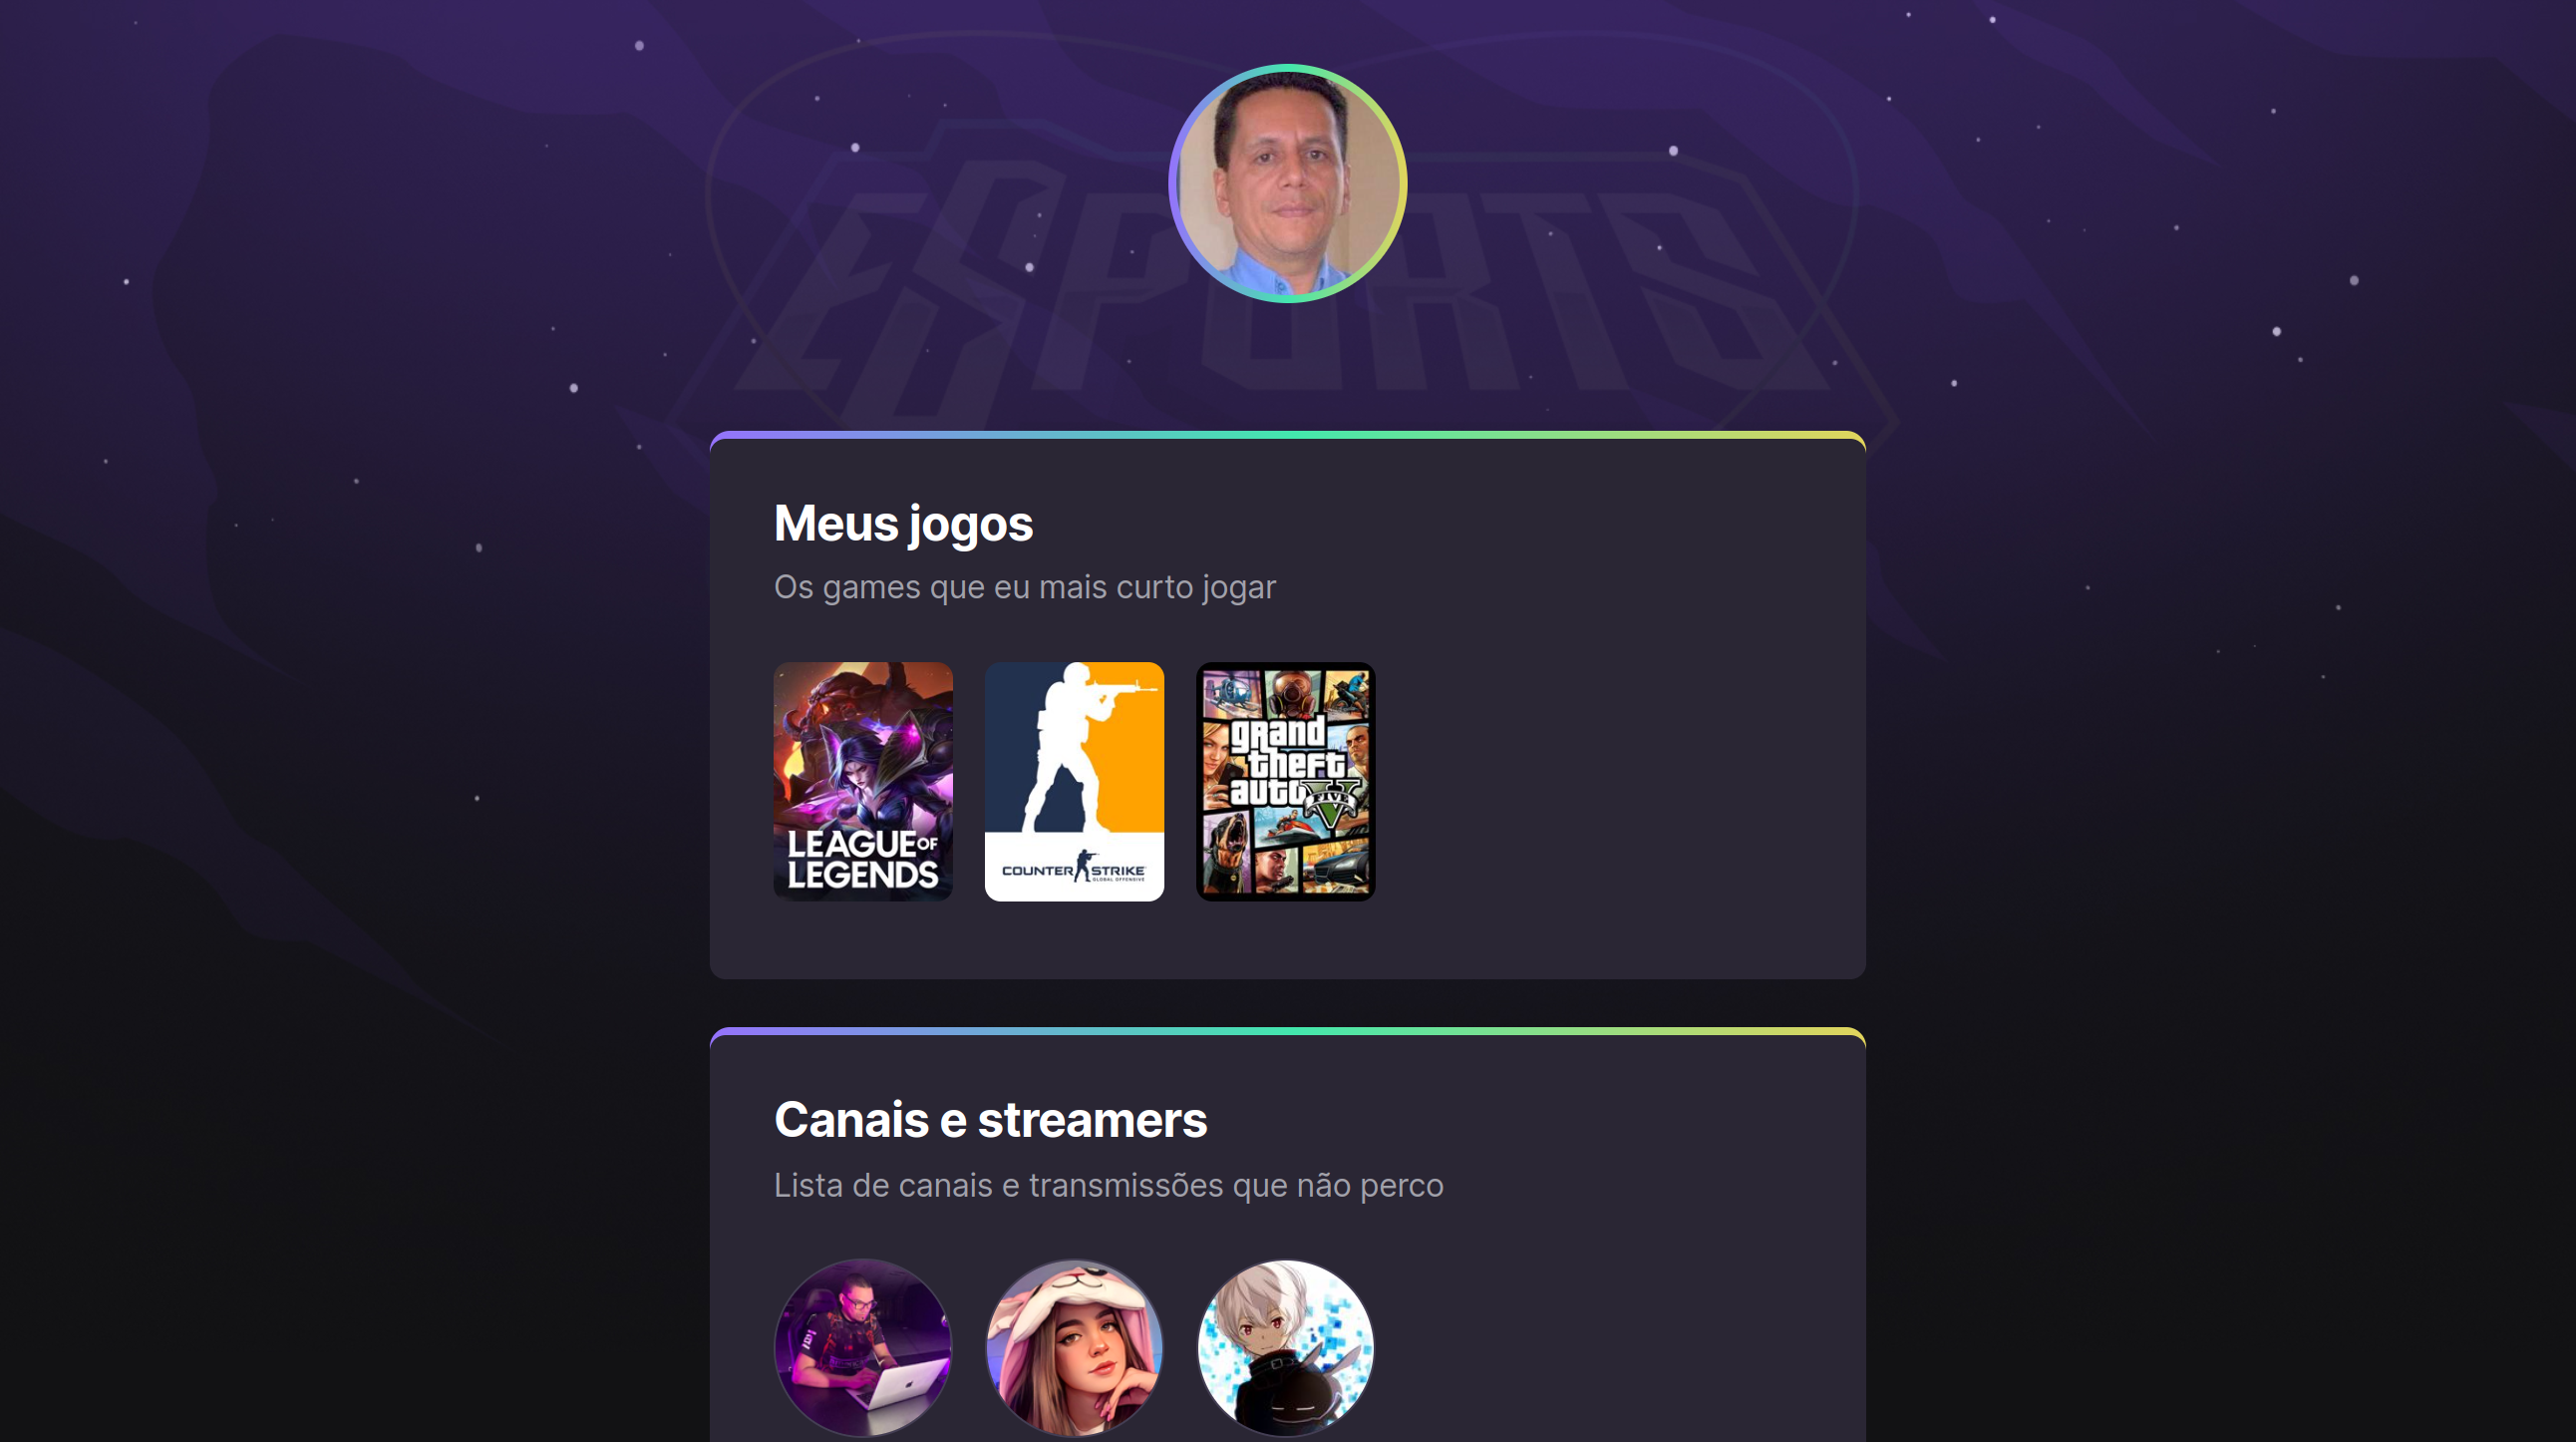 ESPORTS
Meus jogos
Os games que eu mais curto jogar
LEAGUE OF
LEGENDS
COUNTER STRIKE
GLOBAL OFFENSIVE
grand
theft
auto
FIVE
V
Canais e streamers
Lista de canais e transmissões que não perco